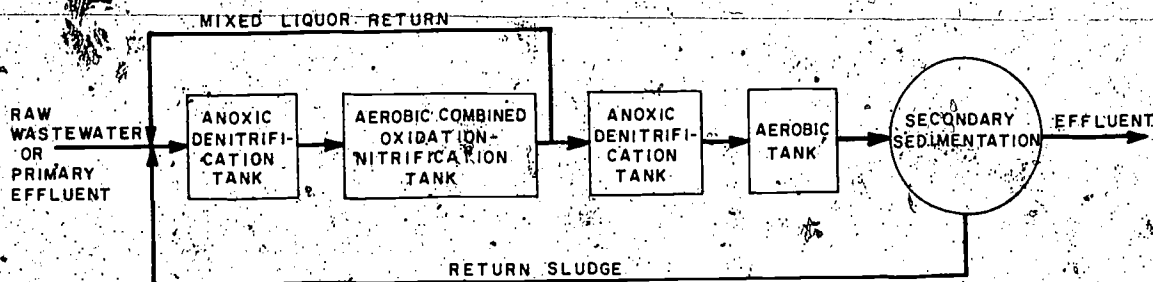 MIXED LIQUOR RETURN
RAW
WASTEWATER
OR
PRIMARY
EFFLUENT
ANOXIC
DENITRIFI-
CATION
TANK
AEROBIC COMBINED
OXIDATION-
NITRIFICATION
TANK
ANOXIC
DENITRIFI-
CATION
TANK
AEROBIC
TANK
SECONDARY
SEDIMENTATION
EFFLUENT
RETURN SLUDGE